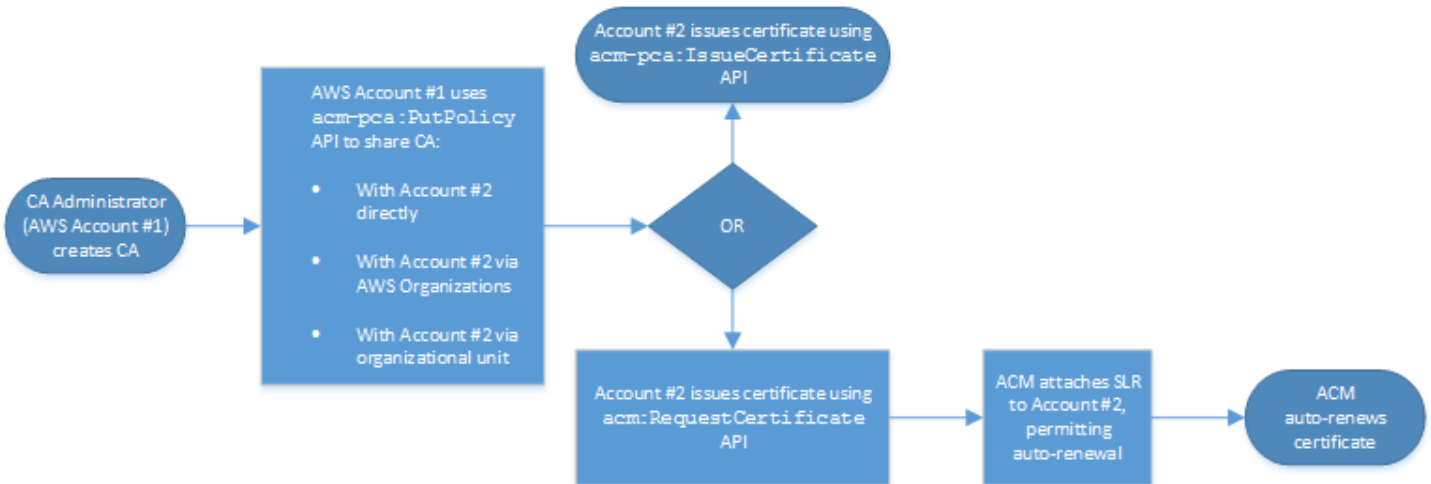 Account #2 issues certificate using
acm-pca:IssueCertificate
API
AWS Account #1 uses
acm-pca:PutPolicy
API to share CA:
• With Account #2
directly
• With Account #2 via
AWS Organizations
• With Account #2 via
organizational unit
CA Administrator
(AWS Account #1)
creates CA
OR
Account #2 issues certificate using
acm:RequestCertificate
API
ACM attaches SLR
to Account #2,
permitting
auto-renewal
ACM
auto-renews
certificate